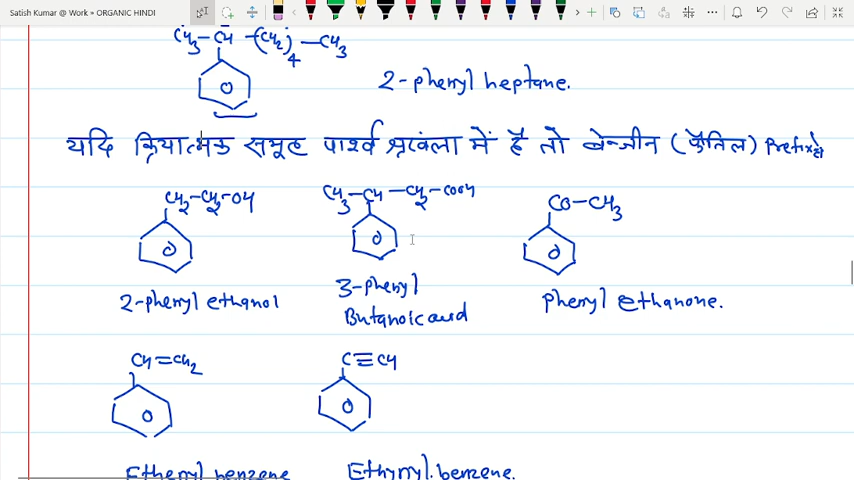 Satish Kumar @ Work » ORGANIC HINDI
CH3-CH-(CH2)4-CH3
2-phenyl heptane.
यदि क्रियात्मक समूह पार्श्व श्रृंखला में है तो बेन्जीन (फेनिल) Prefix है
CH2-CH2-OH
CH3-CH-CH2-COOH
CO-CH3
2-phenyl ethanol
3-phenyl
Butanoic acid
phenyl ethanone.
CH=CH2
C≡CH
Ethenyl benzene
Ethynyl.benzene.